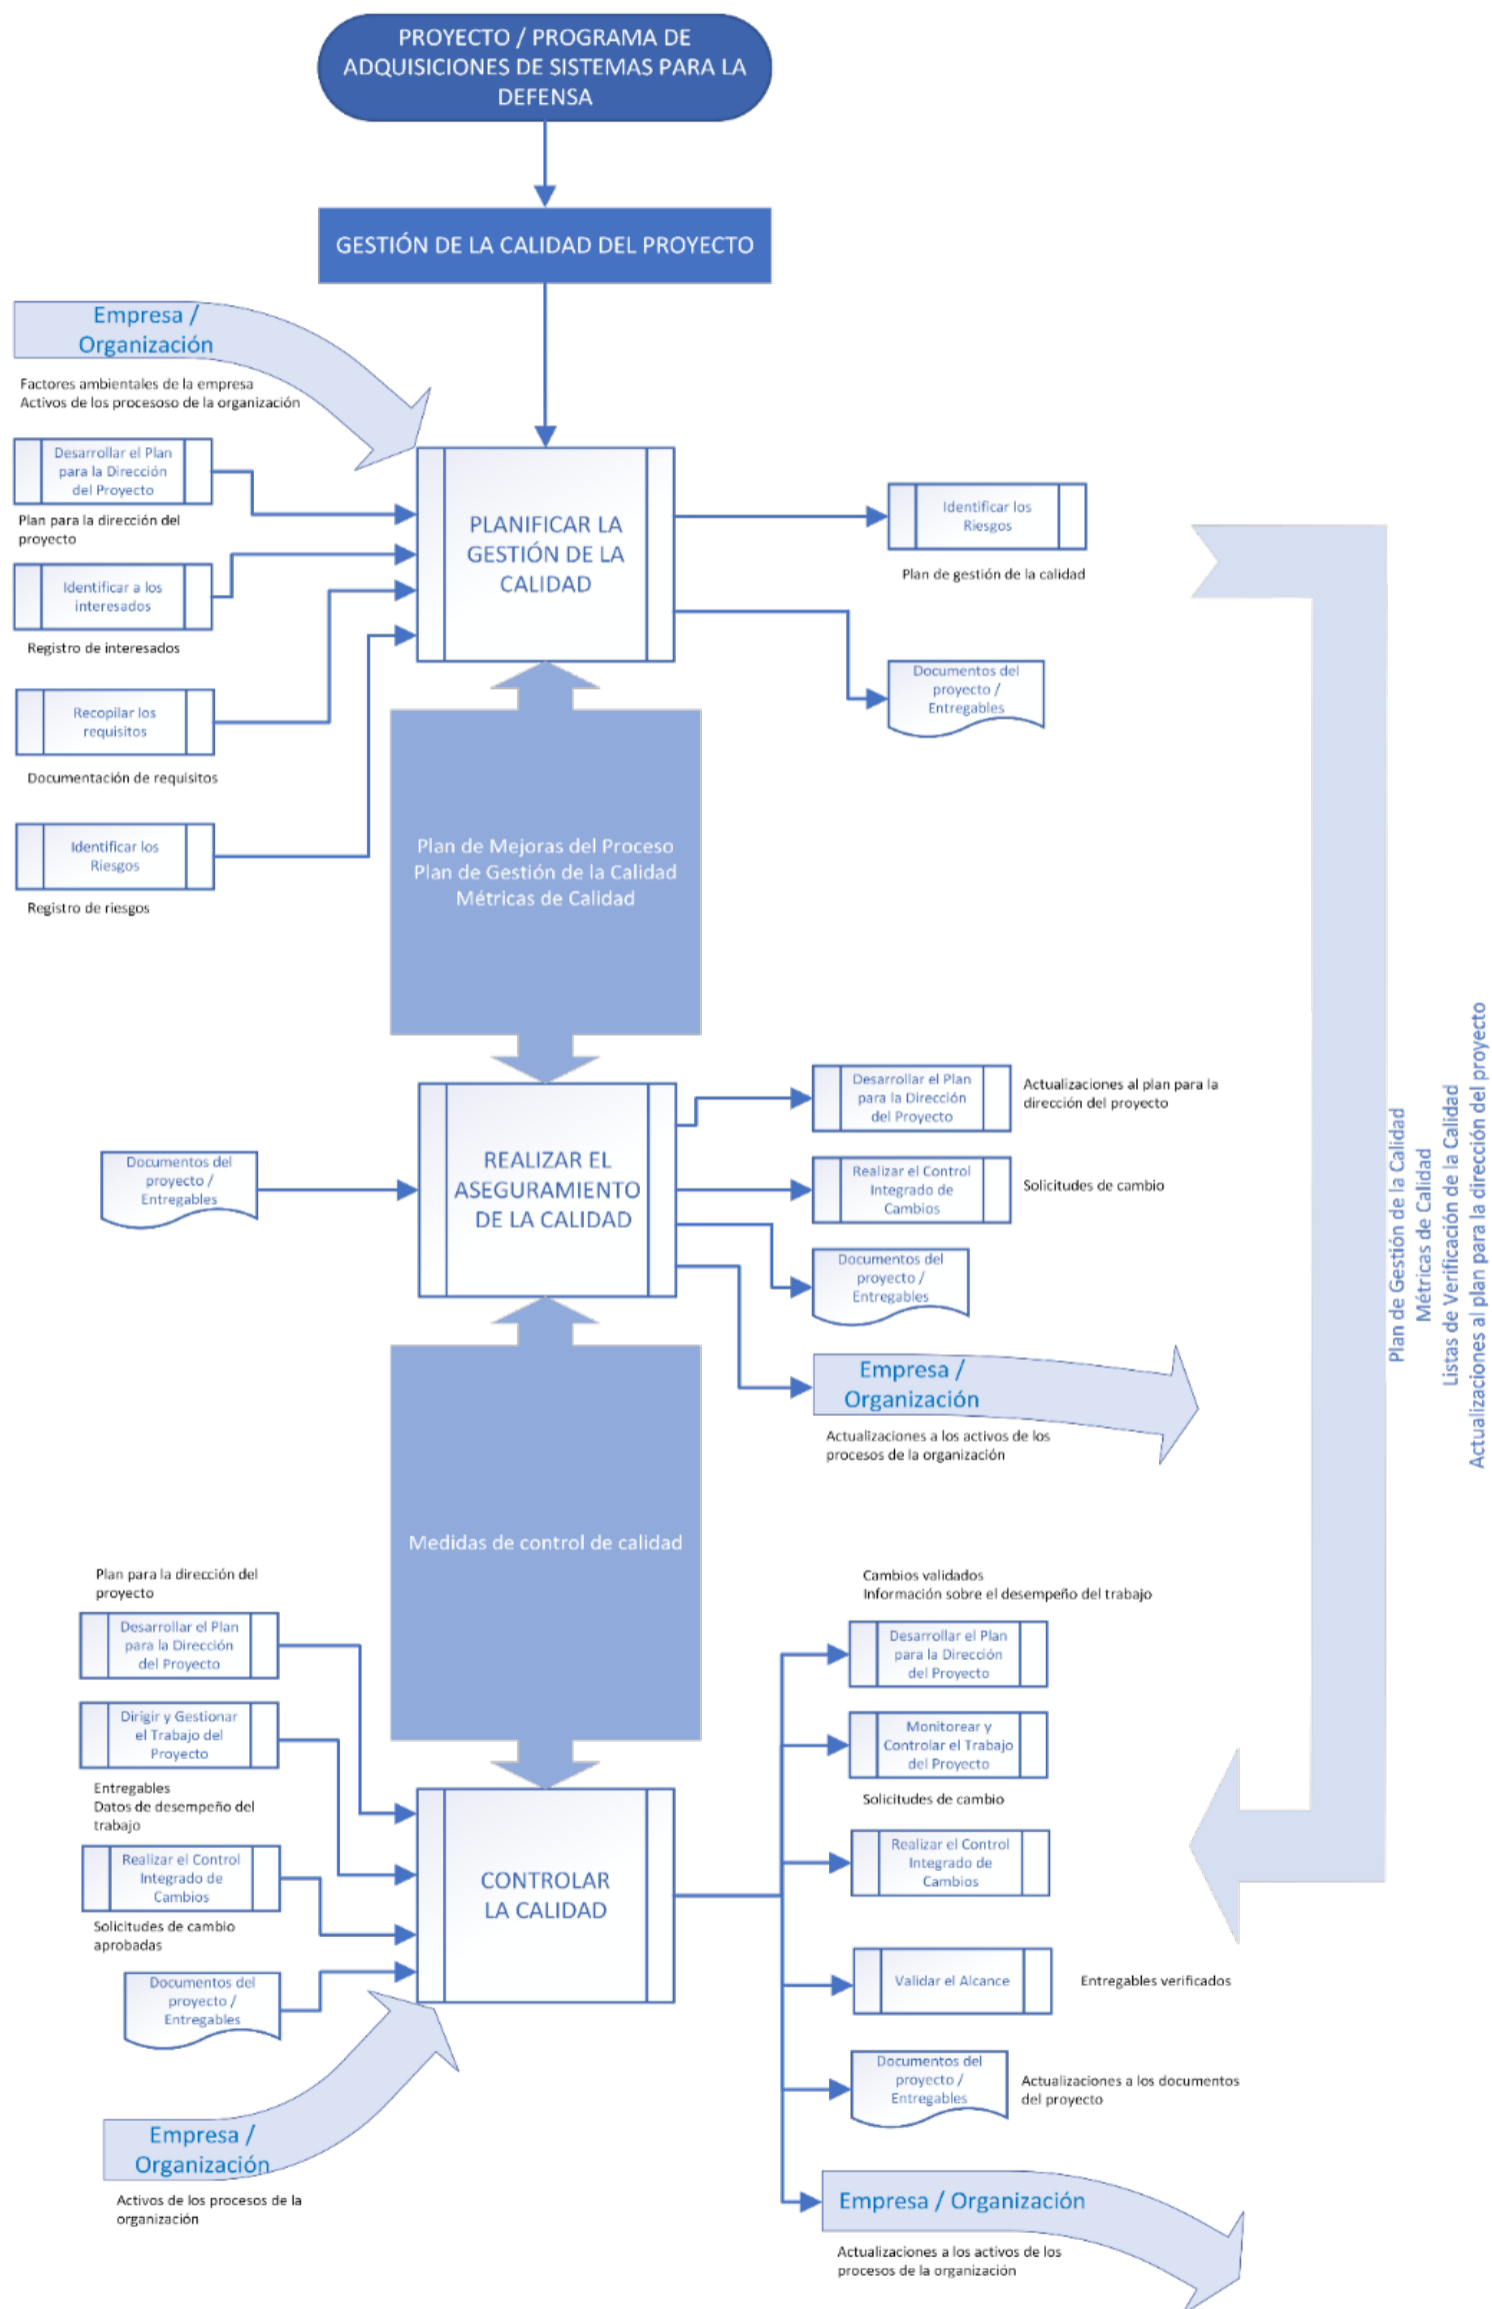 PROYECTO / PROGRAMA DE
ADQUISICIONES DE SISTEMAS PARA LA
DEFENSA
GESTIÓN DE LA CALIDAD DEL PROYECTO
Empresa /
Organización
Factores ambientales de la empresa
Activos de los procesoso de la organización
Desarrollar el Plan
para la Dirección
del Proyecto
Plan para la dirección del
proyecto
Identificar a los
interesados
Registro de interesados
Recopilar los
requisitos
Documentación de requisitos
Identificar los
Riesgos
Registro de riesgos
PLANIFICAR LA
GESTIÓN DE LA
CALIDAD
Identificar los
Riesgos
Plan de gestión de la calidad
Documentos del
proyecto /
Entregables
Plan de Mejoras del Proceso
Plan de Gestión de la Calidad
Métricas de Calidad
Documentos del
proyecto /
Entregables
REALIZAR EL
ASEGURAMIENTO
DE LA CALIDAD
Desarrollar el Plan
para la Dirección
del Proyecto
Actualizaciones al plan para la
dirección del proyecto
Realizar el Control
Integrado de
Cambios
Solicitudes de cambio
Documentos del
proyecto /
Entregables
Empresa /
Organización
Actualizaciones a los activos de los
procesos de la organización
Plan de Gestión de la Calidad
Métricas de Calidad
Listas de Verificación de la Calidad
Actualizaciones al plan para la dirección del proyecto
Medidas de control de calidad
Plan para la dirección del
proyecto
Desarrollar el Plan
para la Dirección
del Proyecto
Dirigir y Gestionar
el Trabajo del
Proyecto
Entregables
Datos de desempeño del
trabajo
Realizar el Control
Integrado de
Cambios
Solicitudes de cambio
aprobadas
Documentos del
proyecto /
Entregables
Empresa /
Organización
Activos de los procesos de la
organización
CONTROLAR
LA CALIDAD
Cambios validados
Información sobre el desempeño del trabajo
Desarrollar el Plan
para la Dirección
del Proyecto
Monitorear y
Controlar el Trabajo
del Proyecto
Solicitudes de cambio
Realizar el Control
Integrado de
Cambios
Validar el Alcance
Entregables verificados
Documentos del
proyecto /
Entregables
Actualizaciones a los documentos
del proyecto
Empresa / Organización
Actualizaciones a los activos de los
procesos de la organización